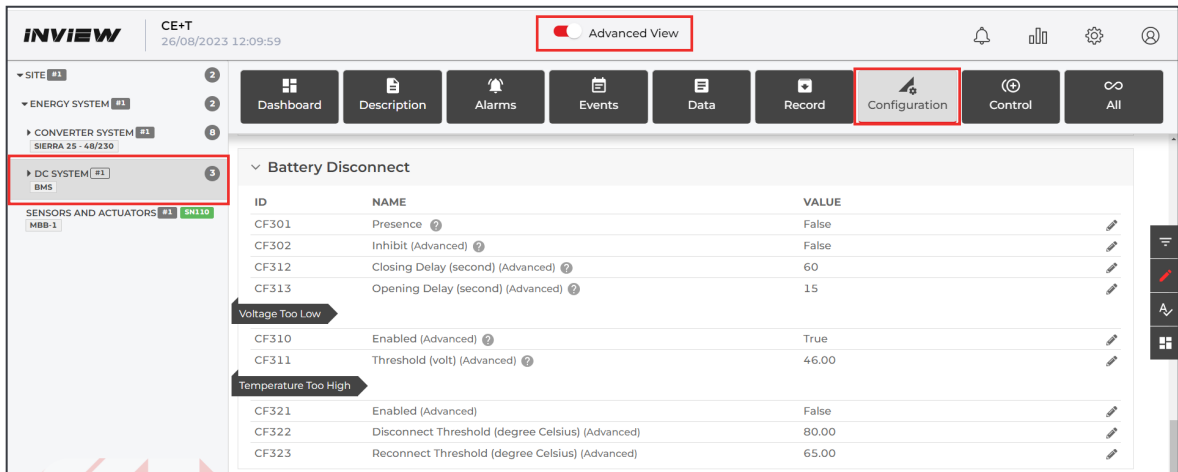 iNViEW
CE+T
26/08/2023 12:09:59
Advanced View
SITE #1 2
ENERGY SYSTEM #1 2
CONVERTER SYSTEM #1 8
SIERRA 25 - 48/230
DC SYSTEM #1 3
BMS
SENSORS AND ACTUATORS #1 SN110
MBB-1
Dashboard Description Alarms Events Data Record Configuration Control All
Battery Disconnect
ID NAME VALUE
CF301 Presence ? False
CF302 Inhibit (Advanced) ? False
CF312 Closing Delay (second) (Advanced) ? 60
CF313 Opening Delay (second) (Advanced) ? 15
Voltage Too Low
CF310 Enabled (Advanced) ? True
CF311 Threshold (volt) (Advanced) ? 46.00
Temperature Too High
CF321 Enabled (Advanced) False
CF322 Disconnect Threshold (degree Celsius) (Advanced) 80.00
CF323 Reconnect Threshold (degree Celsius) (Advanced) 65.00